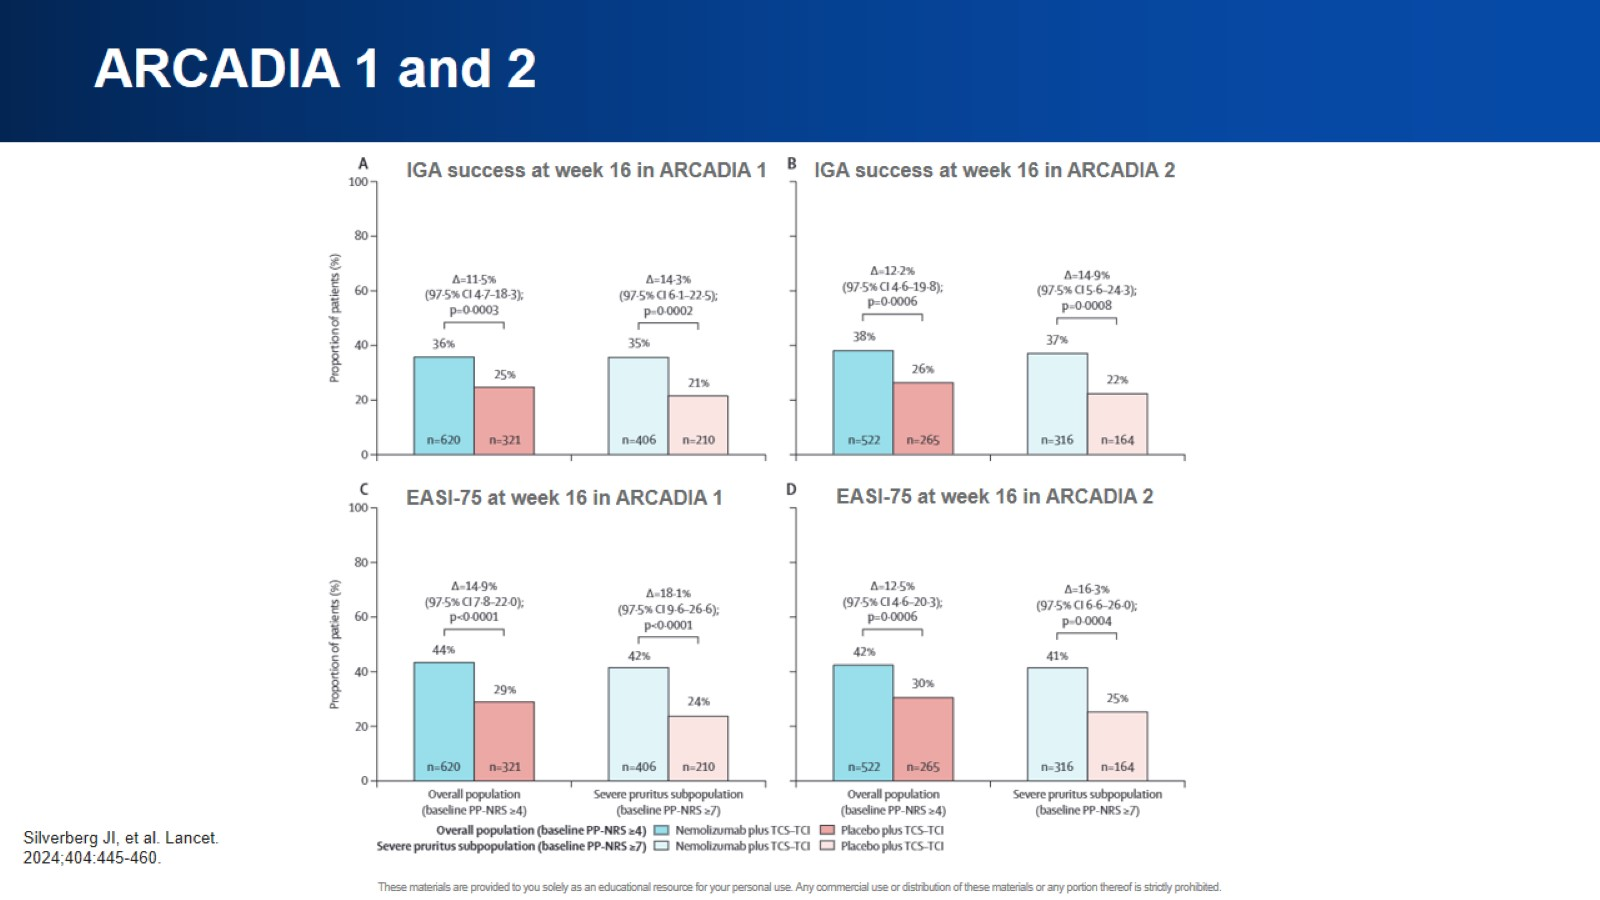 ARCADIA 1 and 2
A IGA success at week 16 in ARCADIA 1
100
80
60
40
20
0
Proportion of patients (%)
Δ=11·5%
(97·5% CI 4·7–18·3);
p=0·0003
36%
25%
n=620
n=321
Δ=14·3%
(97·5% CI 6·1–22·5);
p=0·0002
35%
21%
n=406
n=210
B IGA success at week 16 in ARCADIA 2
Δ=12·2%
(97·5% CI 4·6–19·8);
p=0·0006
38%
26%
n=522
n=265
Δ=14·9%
(97·5% CI 5·6–24·3);
p=0·0008
37%
22%
n=316
n=164
C EASI-75 at week 16 in ARCADIA 1
100
80
60
40
20
0
Proportion of patients (%)
Δ=14·9%
(97·5% CI 7·8–22·0);
p<0·0001
44%
29%
n=620
n=321
Δ=18·1%
(97·5% CI 9·6–26·6);
p<0·0001
42%
24%
n=406
n=210
Overall population
(baseline PP-NRS ≥4)
Severe pruritus subpopulation
(baseline PP-NRS ≥7)
D EASI-75 at week 16 in ARCADIA 2
Δ=12·5%
(97·5% CI 4·6–20·3);
p=0·0006
42%
30%
n=522
n=265
Δ=16·3%
(97·5% CI 6·6–26·0);
p=0·0004
41%
25%
n=316
n=164
Overall population
(baseline PP-NRS ≥4)
Severe pruritus subpopulation
(baseline PP-NRS ≥7)
Overall population (baseline PP-NRS ≥4) Nemolizumab plus TCS–TCI Placebo plus TCS–TCI
Severe pruritus subpopulation (baseline PP-NRS ≥7) Nemolizumab plus TCS–TCI Placebo plus TCS–TCI
Silverberg JI, et al. Lancet.
2024;404:445-460.
These materials are provided to you solely as an educational resource for your personal use. Any commercial use or distribution of these materials or any portion thereof is strictly prohibited.